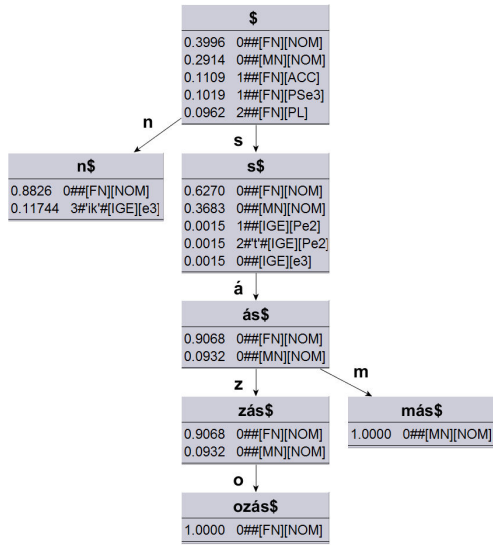 $
0.3996 0##[FN][NOM]
0.2914 0##[MN][NOM]
0.1109 1##[FN][ACC]
0.1019 1##[FN][PSe3]
0.0962 2##[FN][PL]
n
s
n$
0.8826 0##[FN][NOM]
0.11744 3#'ik'#[IGE][e3]
s$
0.6270 0##[FN][NOM]
0.3683 0##[MN][NOM]
0.0015 1##[IGE][Pe2]
0.0015 2#'t'#[IGE][Pe2]
0.0015 0##[IGE][e3]
á
ás$
0.9068 0##[FN][NOM]
0.0932 0##[MN][NOM]
z
m
zás$
0.9068 0##[FN][NOM]
0.0932 0##[MN][NOM]
más$
1.0000 0##[MN][NOM]
o
ozás$
1.0000 0##[FN][NOM]